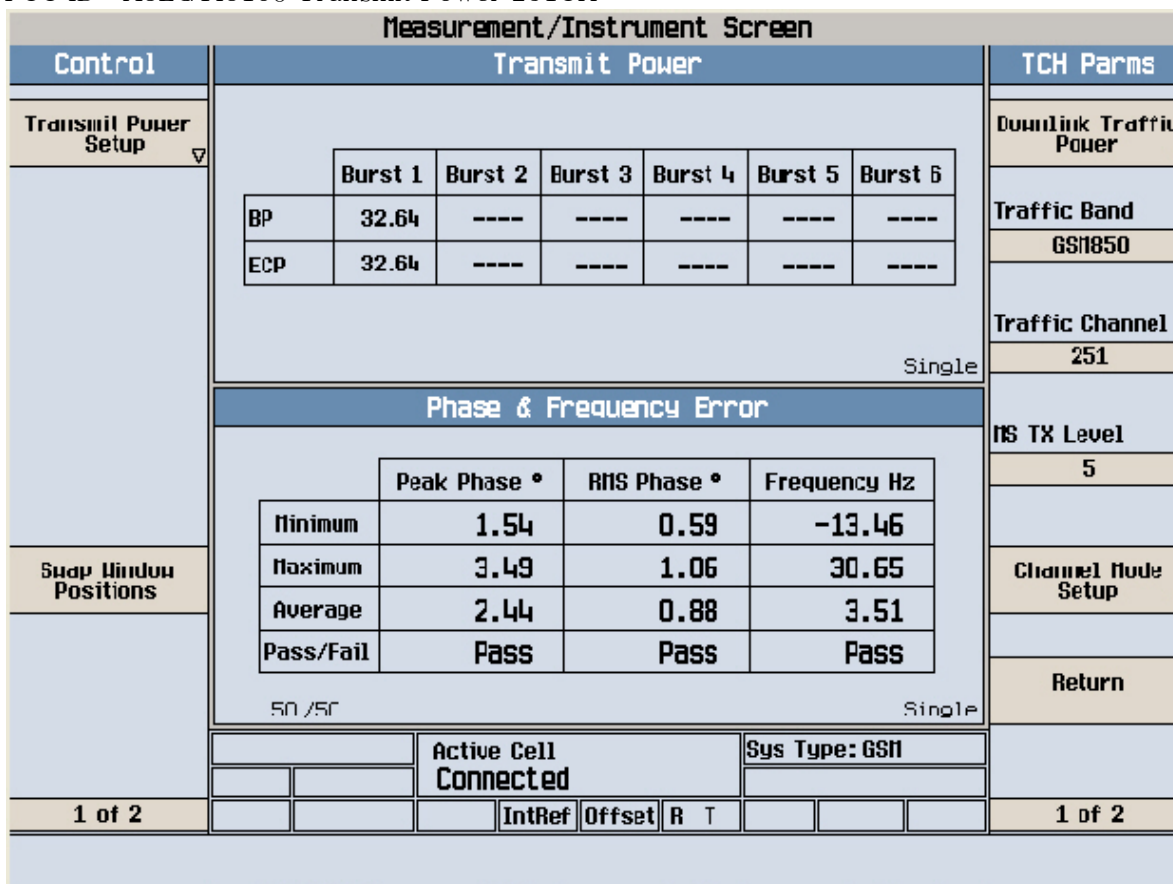 Measurement/Instrument Screen
Control
Transmit Power
TCH Parms
Transmit Power
Setup
Downlink Traffic
Power
Burst 1 Burst 2 Burst 3 Burst 4 Burst 5 Burst 6
BP 32.64 ---- ---- ---- ---- ----
ECP 32.64 ---- ---- ---- ---- ----
Traffic Band
GSM850
Traffic Channel
251
Single
Phase & Frequency Error
MS TX Level
5
Peak Phase ° RMS Phase ° Frequency Hz
Minimum 1.54 0.59 -13.46
Maximum 3.49 1.06 30.65
Average 2.44 0.88 3.51
Pass/Fail Pass Pass Pass
Swap Window
Positions
Channel Mode
Setup
Return
50/50
Single
Active Cell
Connected
Sys Type: GSM
1 of 2
IntRef Offset R T
1 of 2